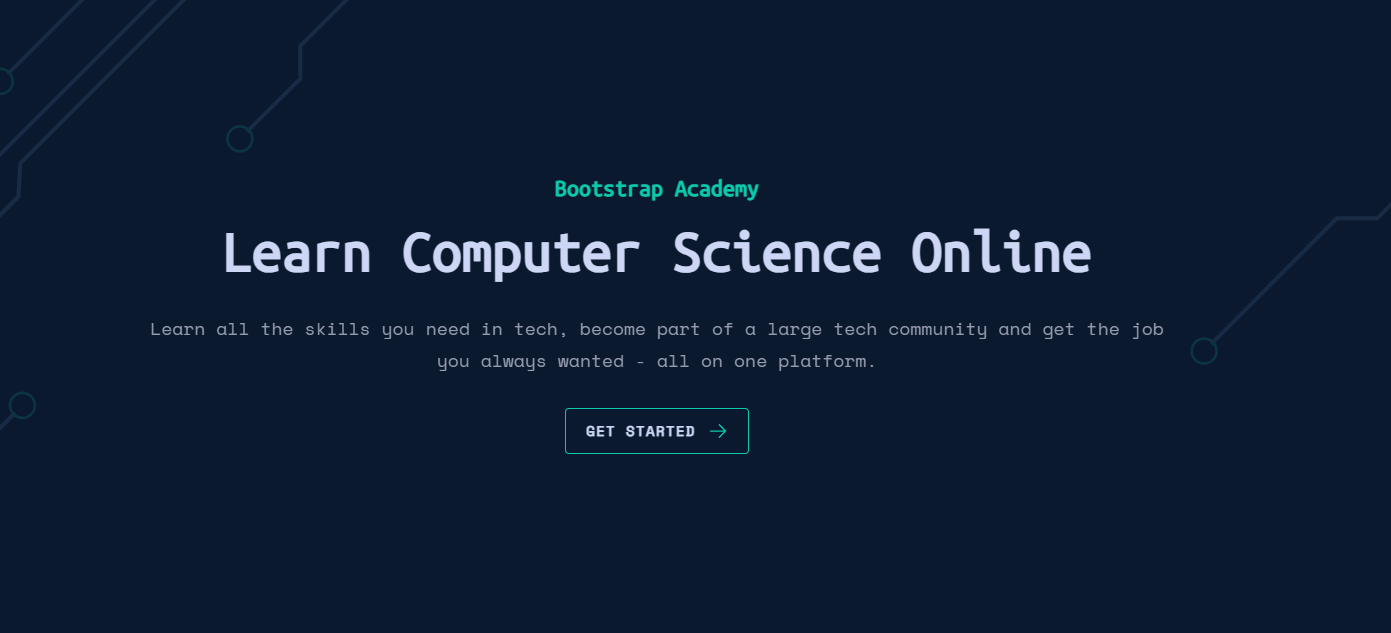 Bootstrap Academy
Learn Computer Science Online
Learn all the skills you need in tech, become part of a large tech community and get the job
you always wanted - all on one platform.
GET STARTED